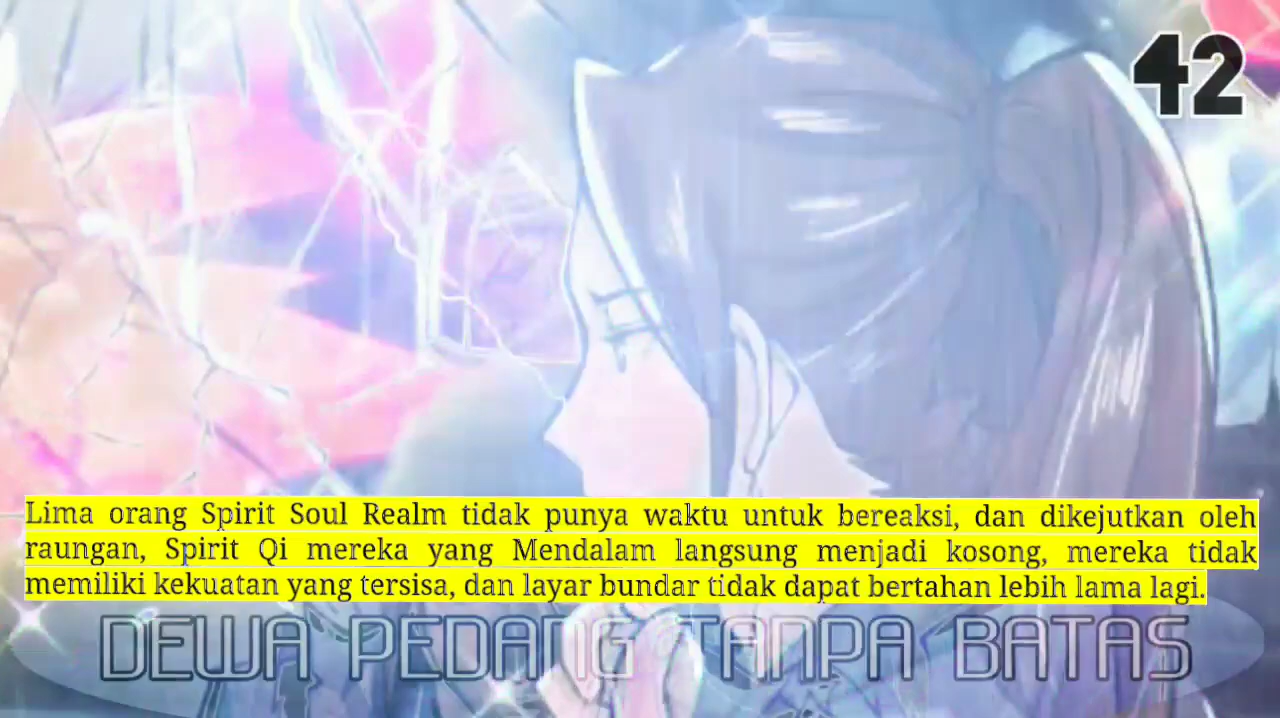 42
Lima orang Spirit Soul Realm tidak punya waktu untuk bereaksi, dan dikejutkan oleh
raungan, Spirit Qi mereka yang Mendalam langsung menjadi kosong, mereka tidak
memiliki kekuatan yang tersisa, dan layar bundar tidak dapat bertahan lebih lama lagi.
DEWA PEDANG TANPA BATAS